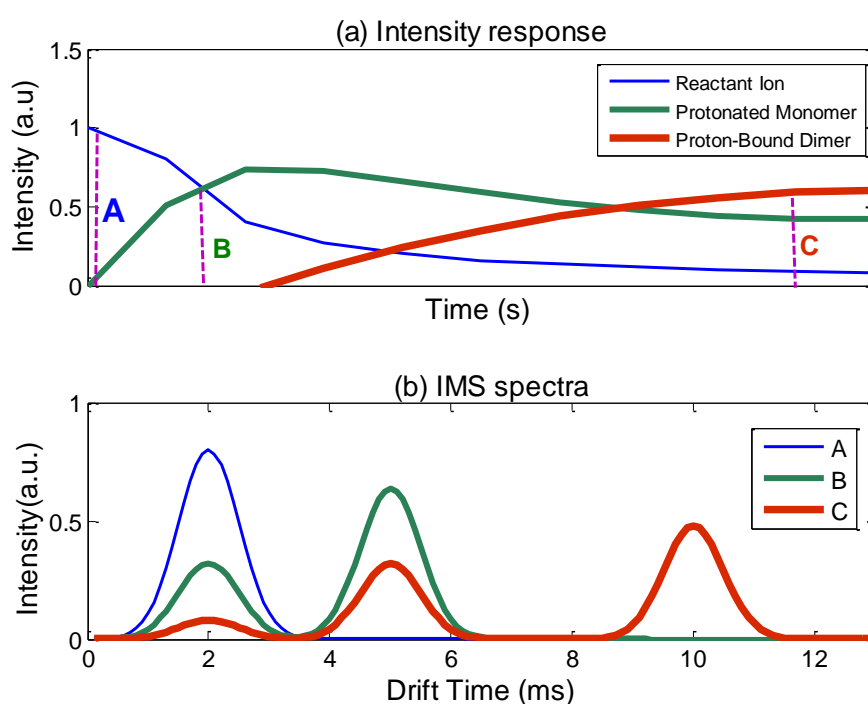 (a) Intensity response
1.5
1
0.5
0
Intensity (a.u)
Reactant Ion
Protonated Monomer
Proton-Bound Dimer
A
B
C
Time (s)
(b) IMS spectra
1
0.5
0
Intensity(a.u.)
A
B
C
0 2 4 6 8 10 12
Drift Time (ms)